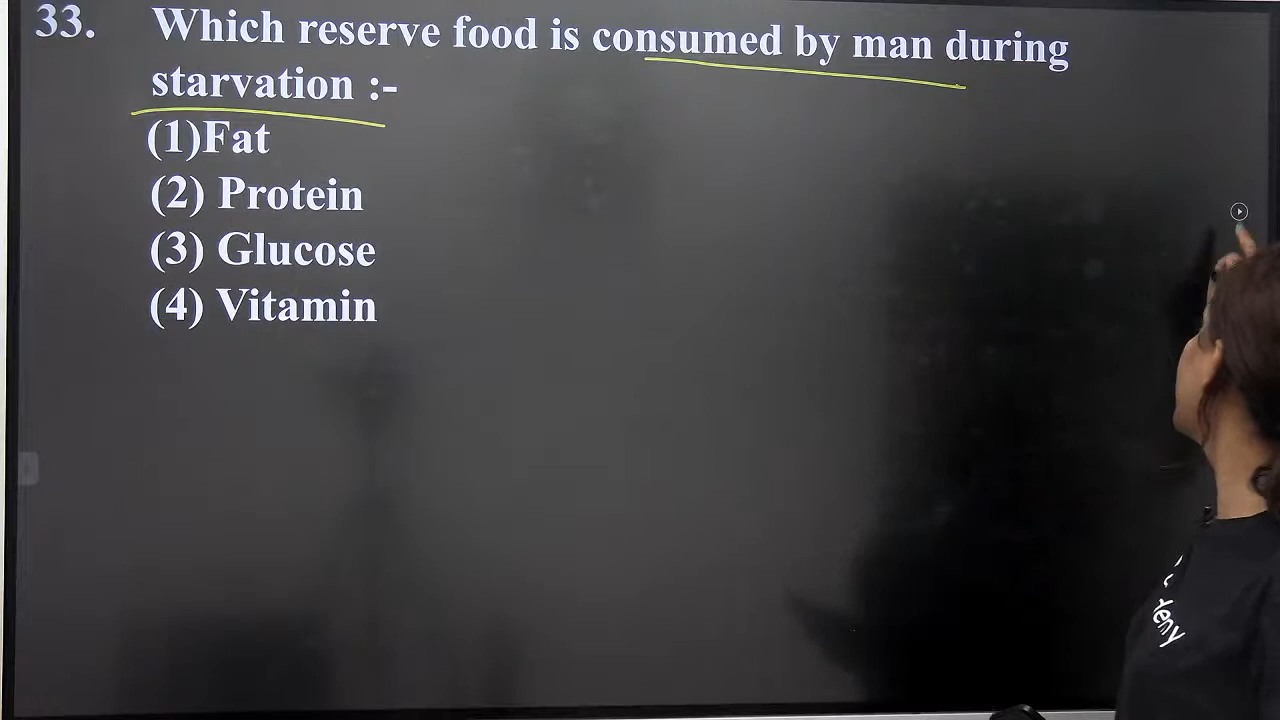 33. Which reserve food is consumed by man during
starvation :-
(1)Fat
(2) Protein
(3) Glucose
(4) Vitamin